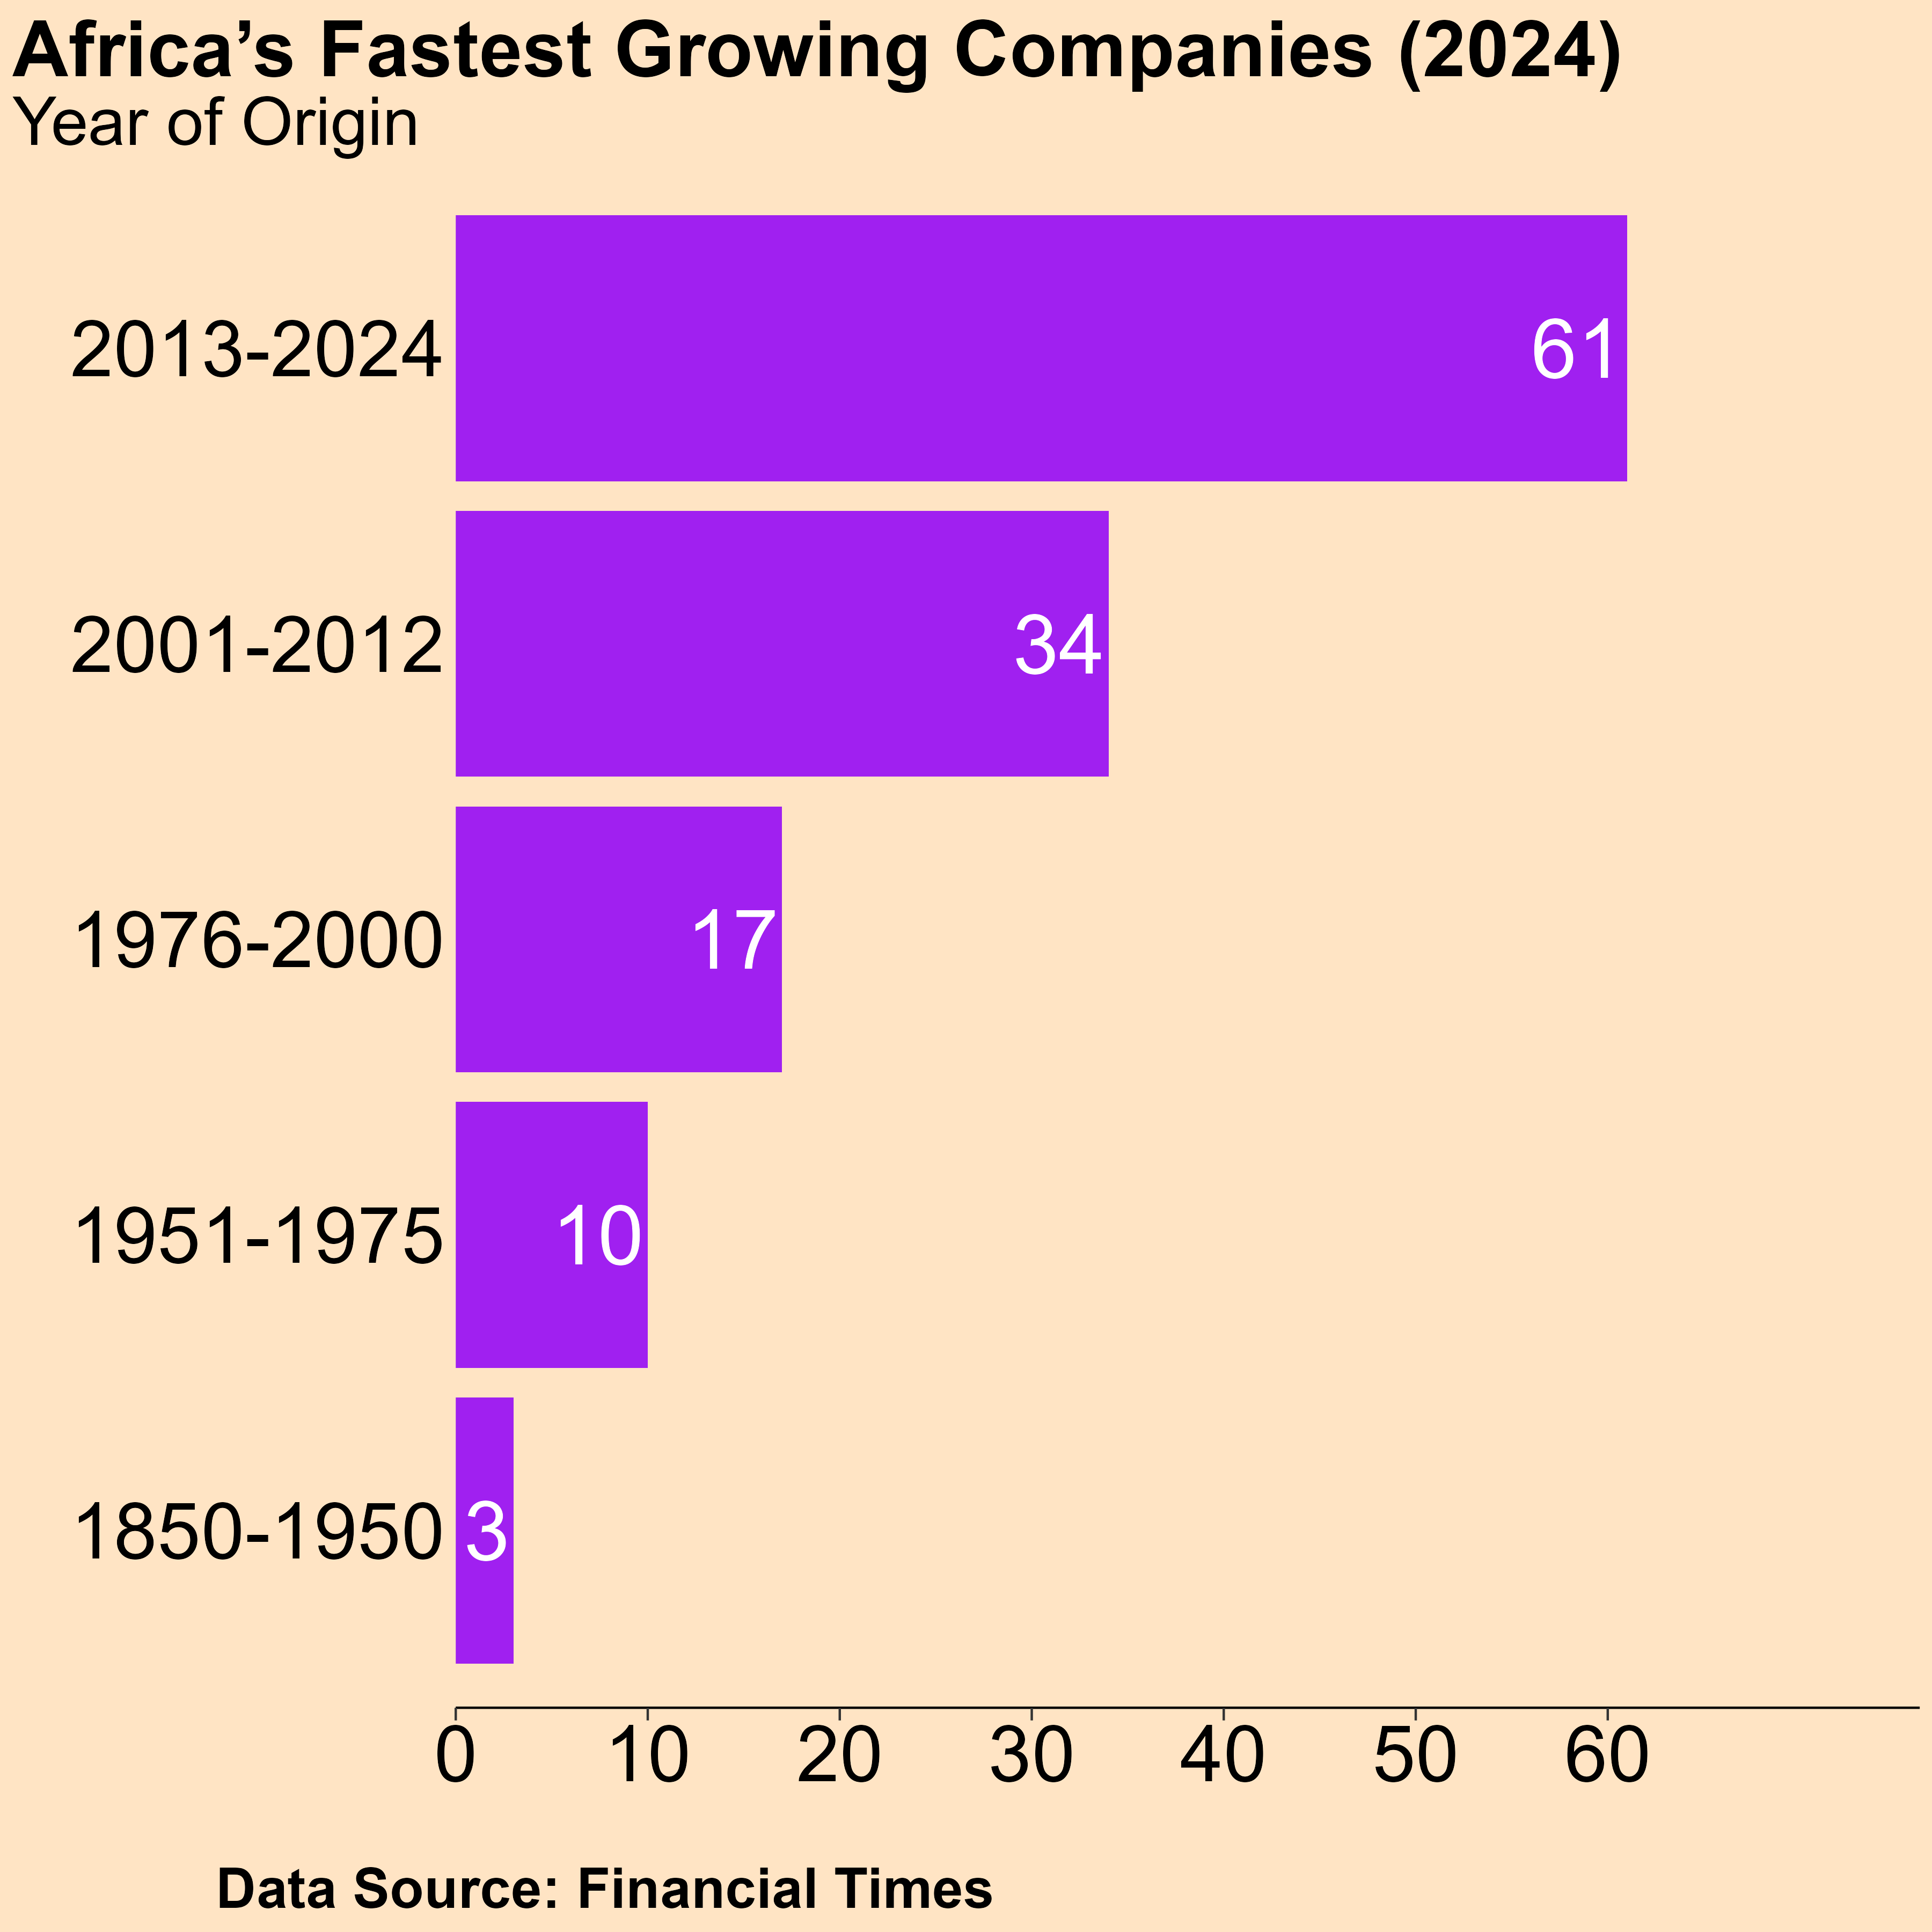 Africa’s Fastest Growing Companies (2024)
Year of Origin
2013-2024
61
2001-2012
34
1976-2000
17
1951-1975
10
1850-1950
3
0 10 20 30 40 50 60
Data Source: Financial Times